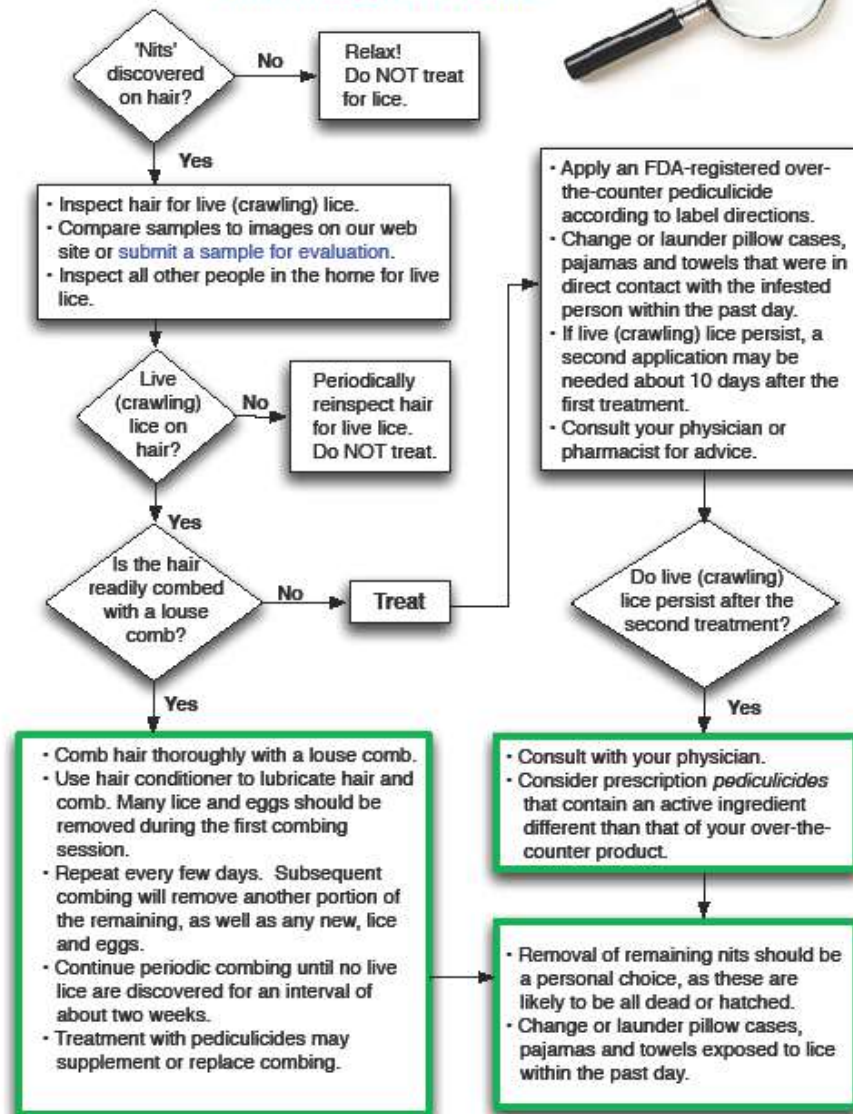 'Nits'
discovered
on hair?
No
Relax!
Do NOT treat
for lice.
Yes
• Inspect hair for live (crawling) lice.
• Compare samples to images on our web
site or submit a sample for evaluation.
• Inspect all other people in the home for live
lice.
Live
(crawling)
lice on
hair?
No
Periodically
reinspect hair
for live lice.
Do NOT treat.
Yes
Is the hair
readily combed
with a louse
comb?
No
Treat
• Apply an FDA-registered over-
the-counter pediculicide
according to label directions.
• Change or launder pillow cases,
pajamas and towels that were in
direct contact with the infested
person within the past day.
• If live (crawling) lice persist, a
second application may be
needed about 10 days after the
first treatment.
• Consult your physician or
pharmacist for advice.
Do live (crawling)
lice persist after the
second treatment?
Yes
• Comb hair thoroughly with a louse comb.
• Use hair conditioner to lubricate hair and
comb. Many lice and eggs should be
removed during the first combing
session.
• Repeat every few days. Subsequent
combing will remove another portion of
the remaining, as well as any new, lice
and eggs.
• Continue periodic combing until no live
lice are discovered for an interval of
about two weeks.
• Treatment with pediculicides may
supplement or replace combing.
Yes
• Consult with your physician.
• Consider prescription pediculicides
that contain an active ingredient
different than that of your over-the-
counter product.
• Removal of remaining nits should be
a personal choice, as these are
likely to be all dead or hatched.
• Change or launder pillow cases,
pajamas and towels exposed to lice
within the past day.